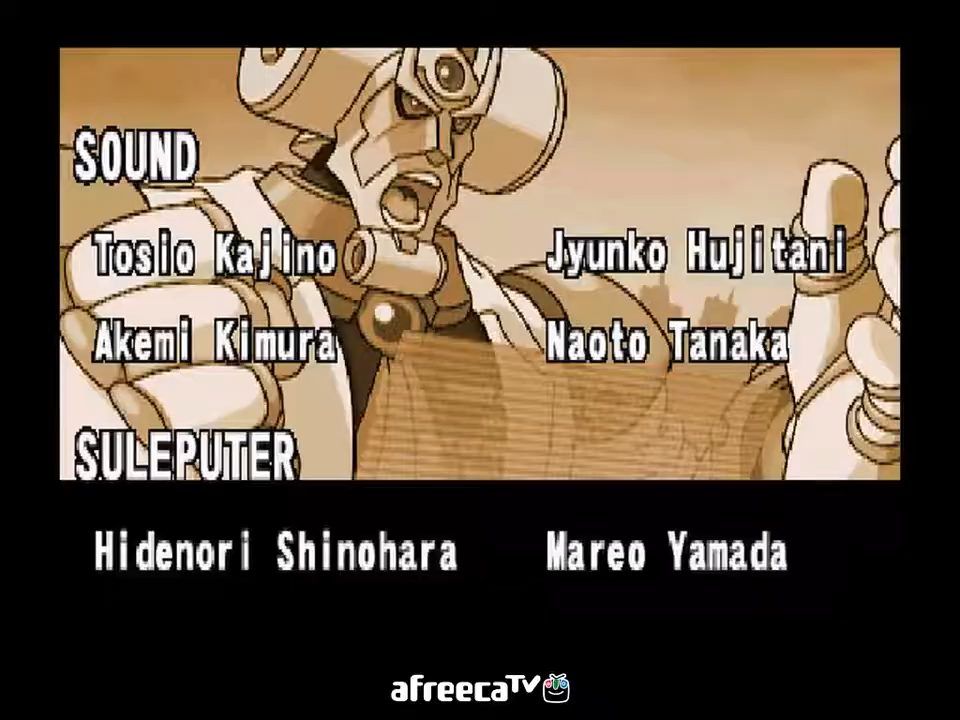 SOUND
Tosio Kajino Jyunko Hujitani
Akemi Kimura Naoto Tanaka
SULEPUTER
Hidenori Shinohara Mareo Yamada
afreecaTV